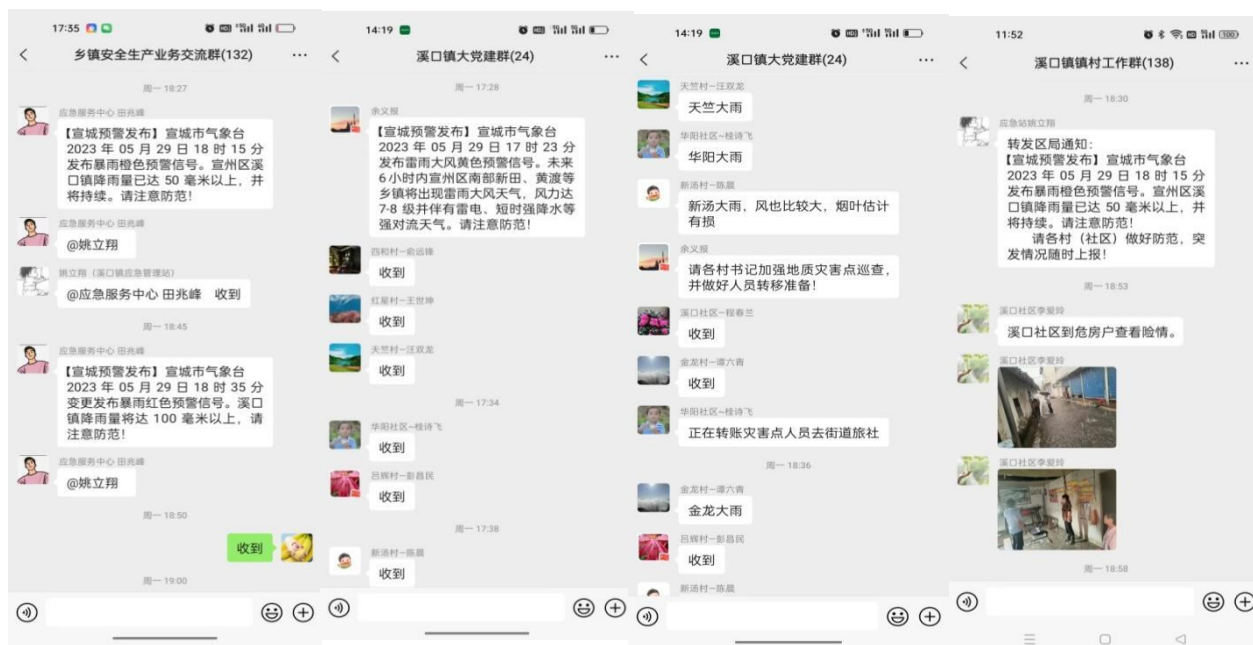 17:35
乡镇安全生产业务交流群(132)
周一 18:27
应急服务中心 田兆峰
【宣城预警发布】宣城市气象台
2023 年 05 月 29 日 18 时 15 分
发布暴雨橙色预警信号。宣州区溪
口镇降雨量已达 50 毫米以上，并
将持续。请注意防范！
应急服务中心 田兆峰
@姚立翔
姚立翔（溪口镇应急管理站）
@应急服务中心 田兆峰 收到
周一 18:45
应急服务中心 田兆峰
【宣城预警发布】宣城市气象台
2023 年 05 月 29 日 18 时 35 分
变更发布暴雨红色预警信号。溪口
镇降雨量将达 100 毫米以上，请
注意防范！
应急服务中心 田兆峰
@姚立翔
周一 18:50
收到
周一 19:00
14:19
溪口镇大党建群(24)
周一 17:28
余义报
【宣城预警发布】宣城市气象台
2023 年 05 月 29 日 17 时 23 分
发布雷雨大风黄色预警信号。未来
6 小时内宣州区南部新田、黄渡等
乡镇将出现雷雨大风天气，风力达
7-8 级并伴有雷电、短时强降水等
强对流天气。请注意防范！
四和村—俞远锋
收到
红星村—王世坤
收到
天竺村—汪双龙
收到
周一 17:34
华阳社区~桂诗飞
收到
吕辉村—彭昌民
收到
周一 17:38
新汤村—陈晨
收到
14:19
溪口镇大党建群(24)
天竺村—汪双龙
天竺大雨
华阳社区~桂诗飞
华阳大雨
新汤村—陈晨
新汤大雨，风也比较大，烟叶估计
有损
余义报
请各村书记加强地质灾害点巡查，
并做好人员转移准备！
溪口社区—程春兰
收到
金龙村—谭六青
收到
华阳社区~桂诗飞
正在转账灾害点人员去街道旅社
周一 18:36
金龙村—谭六青
金龙大雨
吕辉村—彭昌民
收到
新汤村—陈晨
11:52
溪口镇镇村工作群(138)
周一 18:30
应急站姚立翔
转发区局通知：
【宣城预警发布】宣城市气象台
2023 年 05 月 29 日 18 时 15 分
发布暴雨橙色预警信号。宣州区溪
口镇降雨量已达 50 毫米以上，并
将持续。请注意防范！
请各村（社区）做好防范，突
发情况随时上报！
周一 18:53
溪口社区李爱玲
溪口社区到危房户查看险情。
溪口社区李爱玲
溪口社区李爱玲
周一 18:58